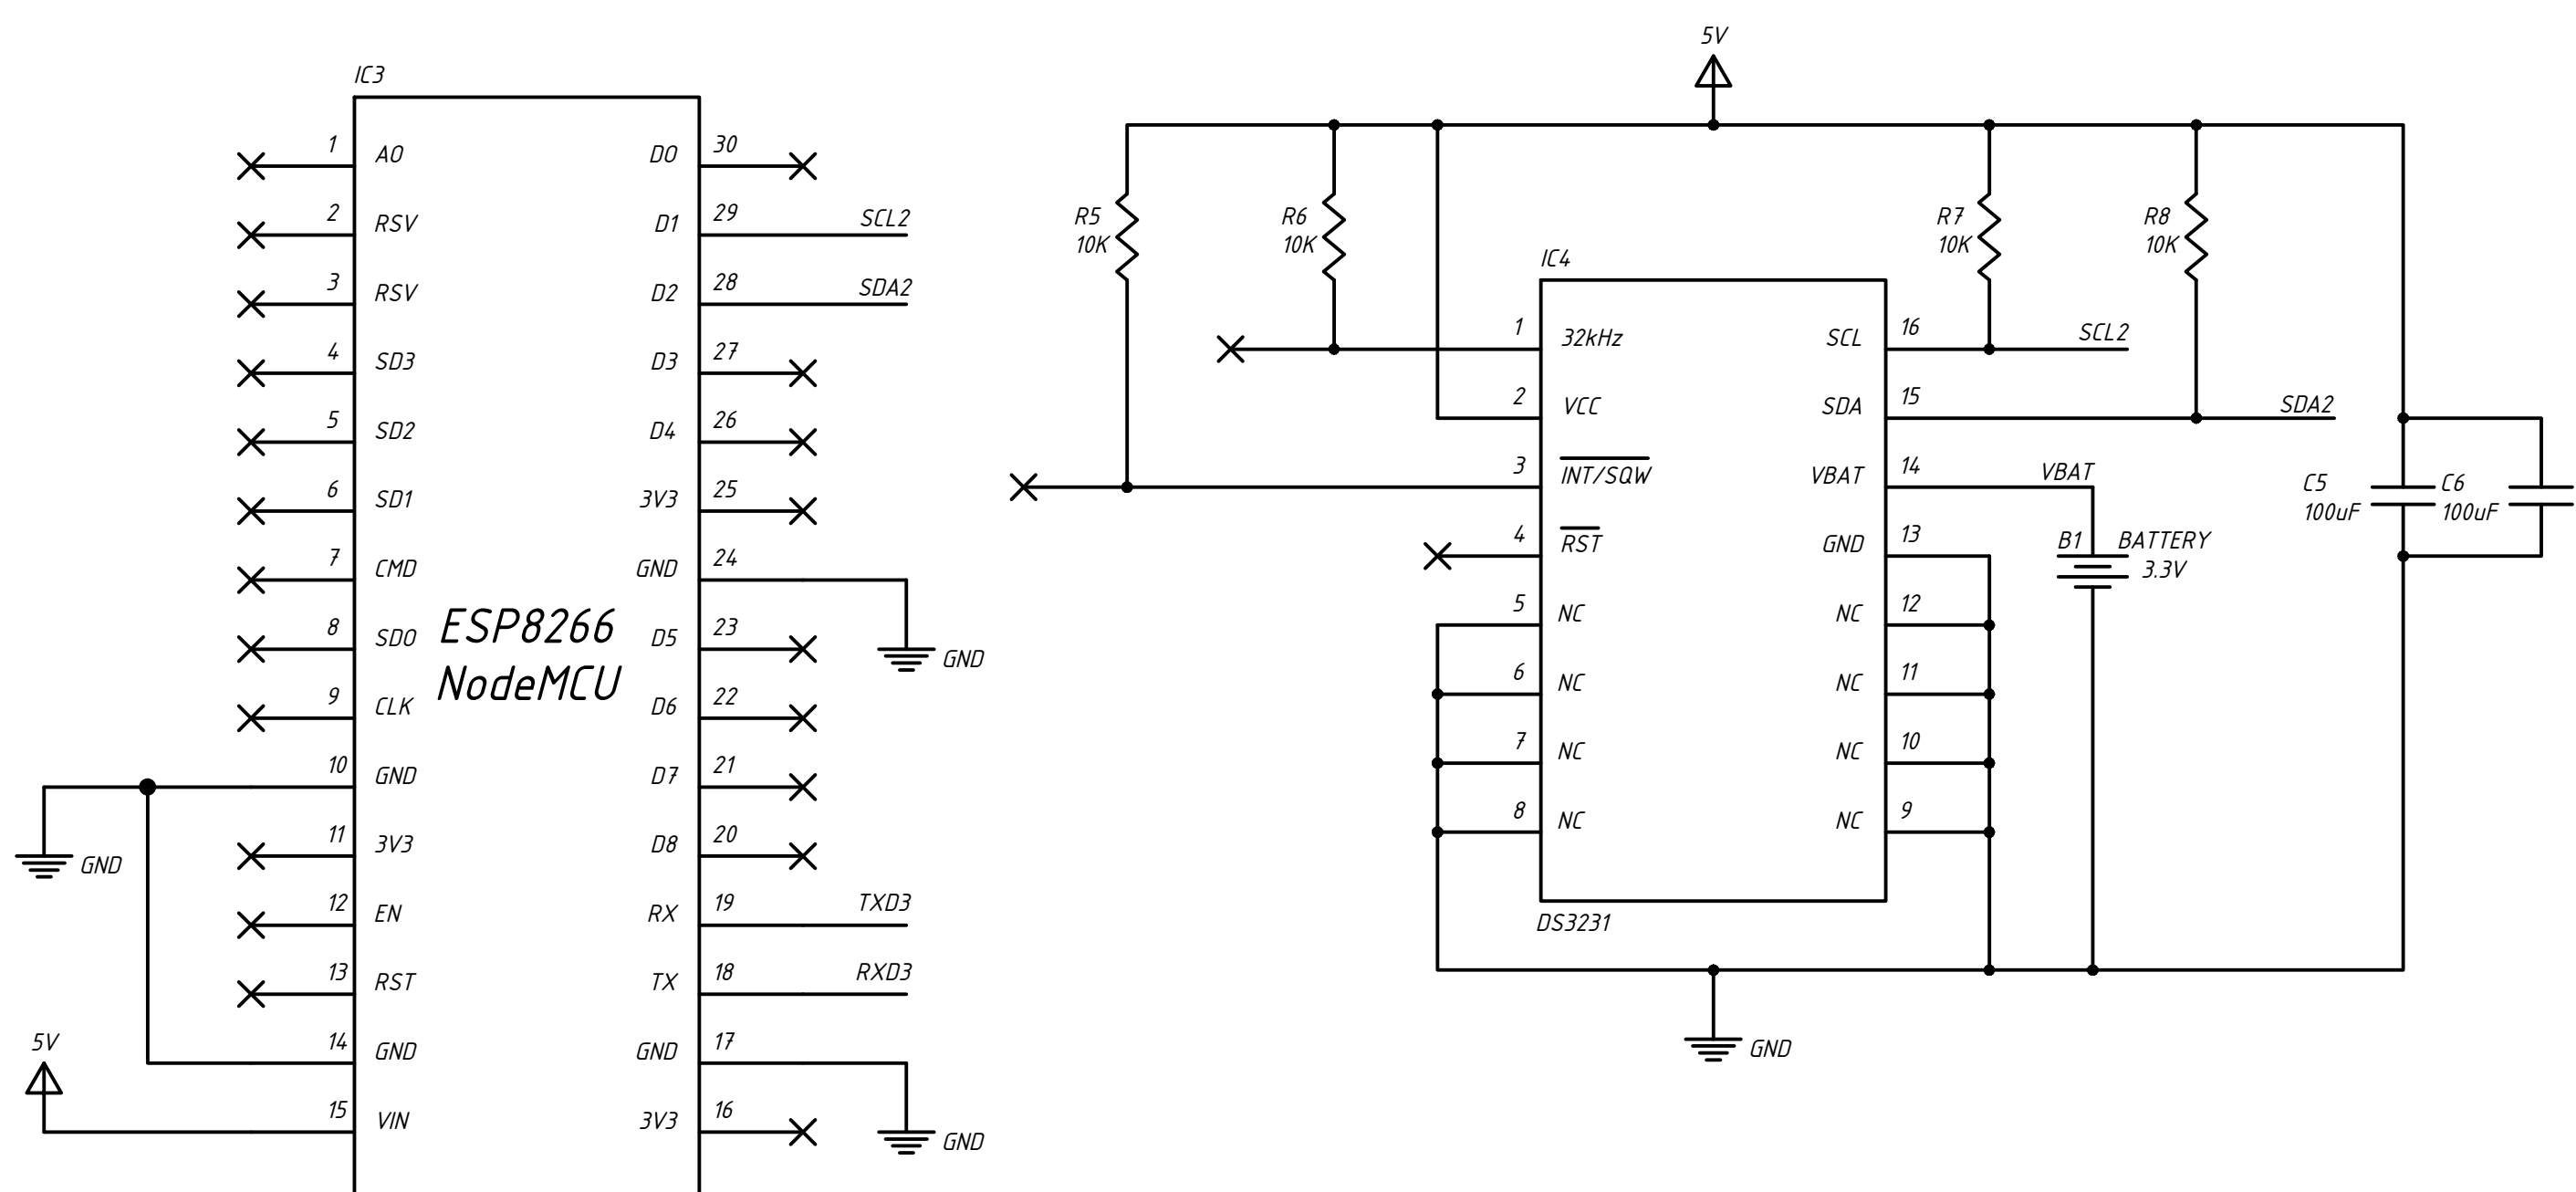 IC3
1 A0 D0 30
2 RSV D1 29 SCL2
3 RSV D2 28 SDA2
4 SD3 D3 27
5 SD2 D4 26
6 SD1 3V3 25
7 CMD GND 24
ESP8266
8 SD0 D5 23
GND
NodeMCU
9 CLK D6 22
10 GND D7 21
11 3V3 D8 20
GND
12 EN RX 19 TXD3
13 RST TX 18 RXD3
14 GND GND 17
5V
15 VIN 3V3 16
GND
5V
R5
10K
R6
10K
R7
10K
R8
10K
IC4
1 32kHz SCL 16 SCL2
2 VCC SDA 15 SDA2
3 INT/SQW VBAT 14 VBAT
4 RST GND 13
5 NC NC 12
6 NC NC 11
7 NC NC 10
8 NC NC 9
DS3231
B1 BATTERY
3.3V
C5
100uF
C6
100uF
GND